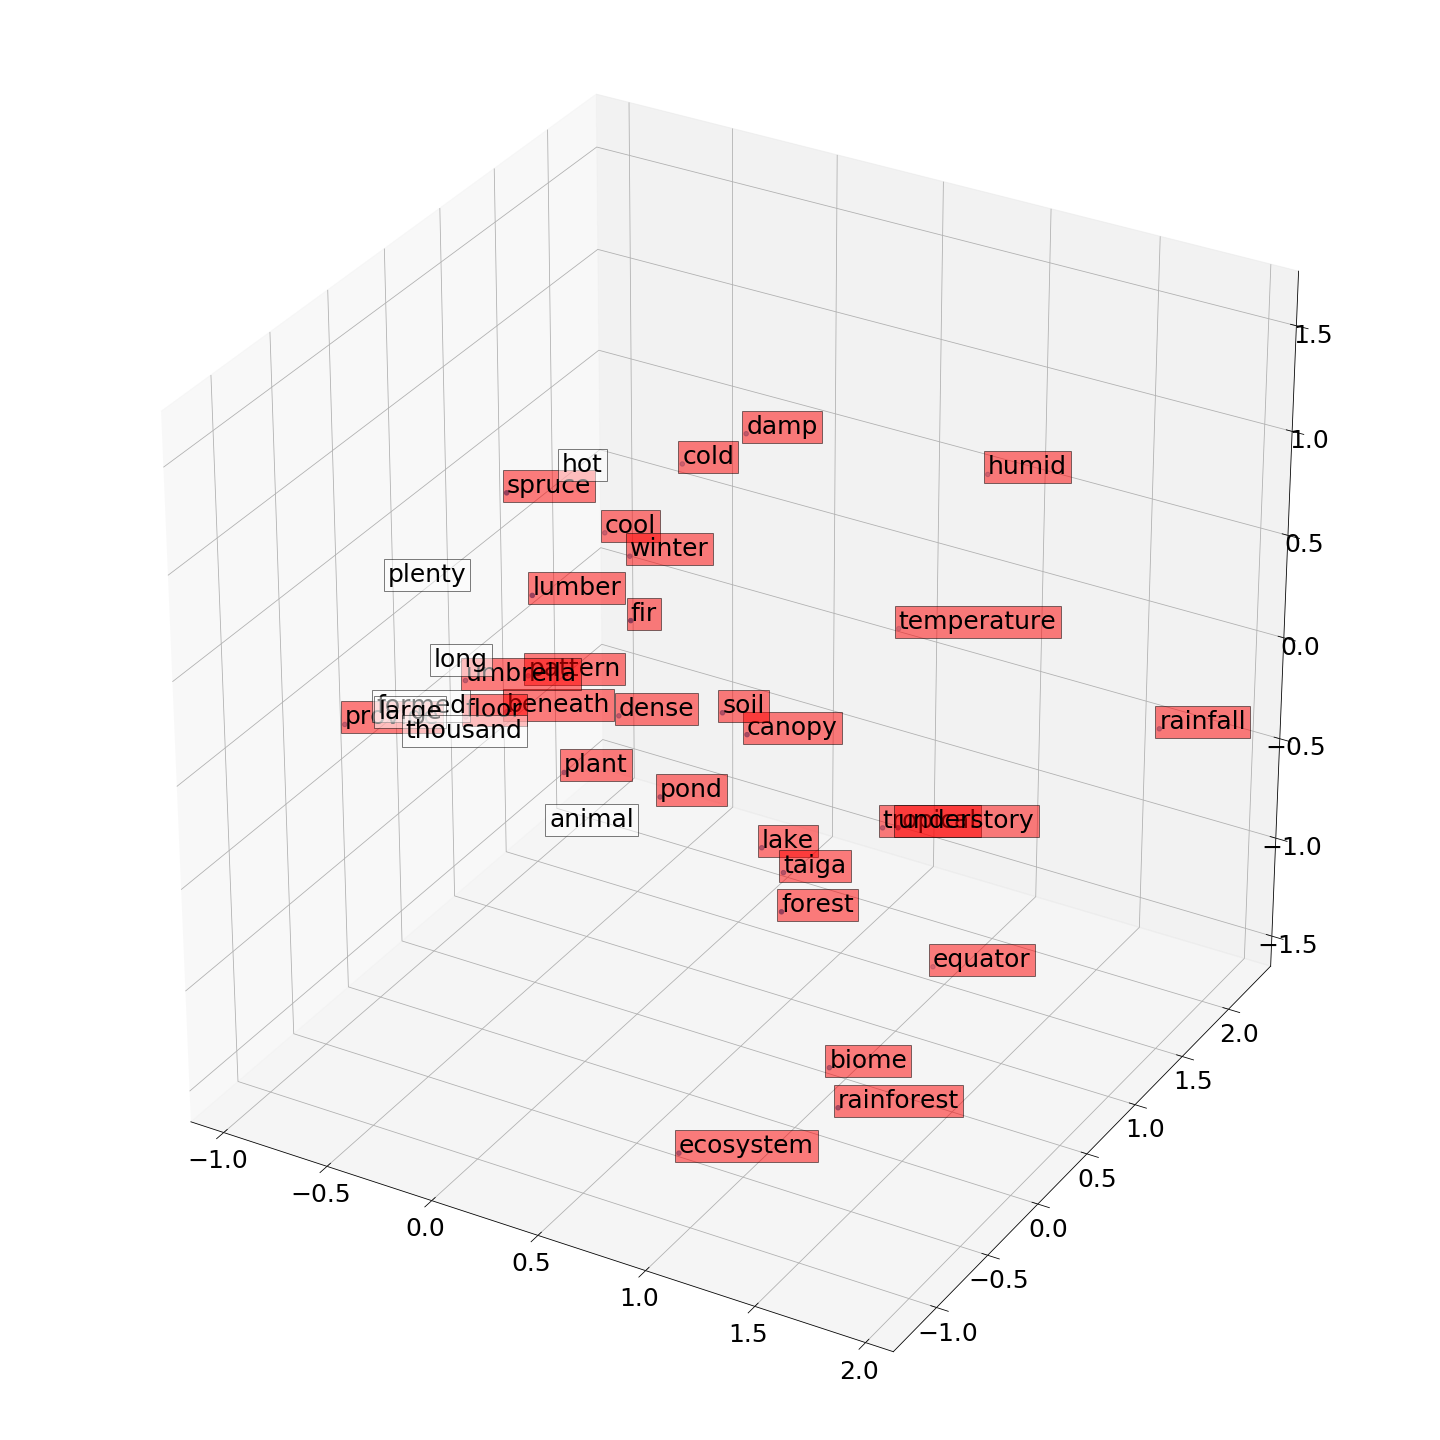 damp
cold
humid
hot
spruce
cool
winter
plenty
lumber
fir
temperature
long
umbrella
pattern
formed
large
floor
beneath
dense
soil
thousand
canopy
rainfall
plant
pond
animal
tropical
understory
lake
taiga
forest
equator
biome
rainforest
ecosystem
1.5
1.0
0.5
0.0
−0.5
−1.0
−1.5
2.0
1.5
1.0
0.5
0.0
−0.5
−1.0
−1.0
−0.5
0.0
0.5
1.0
1.5
2.0